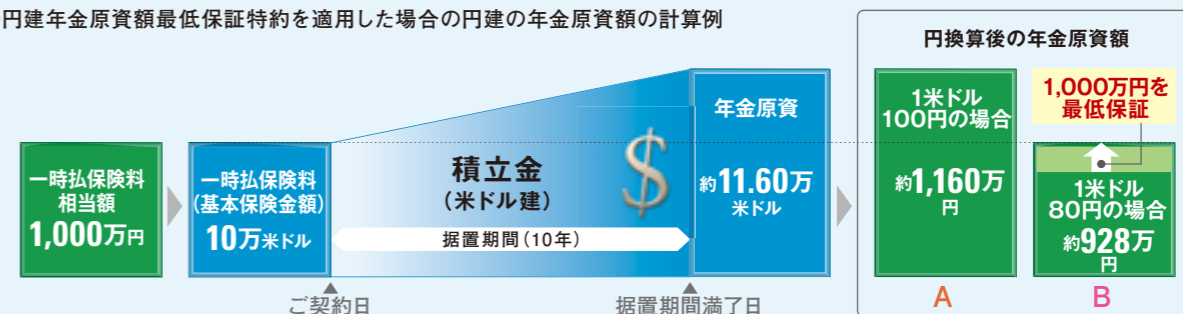 円建年金原資額最低保証特約を適用した場合の円建の年金原資額の計算例
一時払保険料
相当額
1,000万円
一時払保険料
(基本保険金額)
10万米ドル
積立金
(米ドル建)
据置期間(10年)
$
年金原資
約11.60万
米ドル
ご契約日
据置期間満了日
円換算後の年金原資額
1米ドル
100円の場合
約1,160万
円
A
1,000万円を
最低保証
1米ドル
80円の場合
約928万
円
B